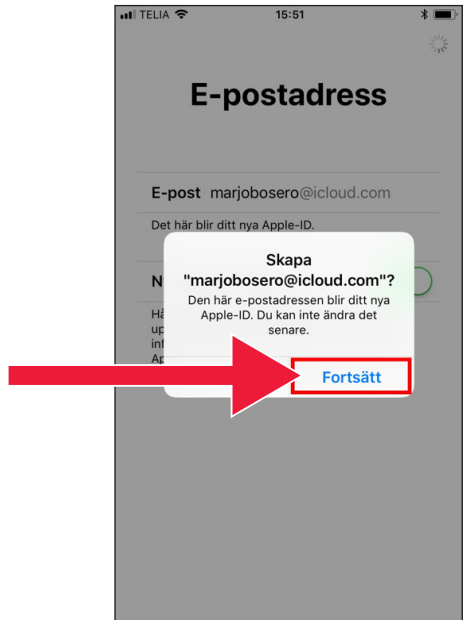 TELIA 15:51
E-postadress
E-post marjobosero@icloud.com
Det här blir ditt nya Apple-ID.
Skapa
"marjobosero@icloud.com"?
Den här e-postadressen blir ditt nya
Apple-ID. Du kan inte ändra det
senare.
Fortsätt